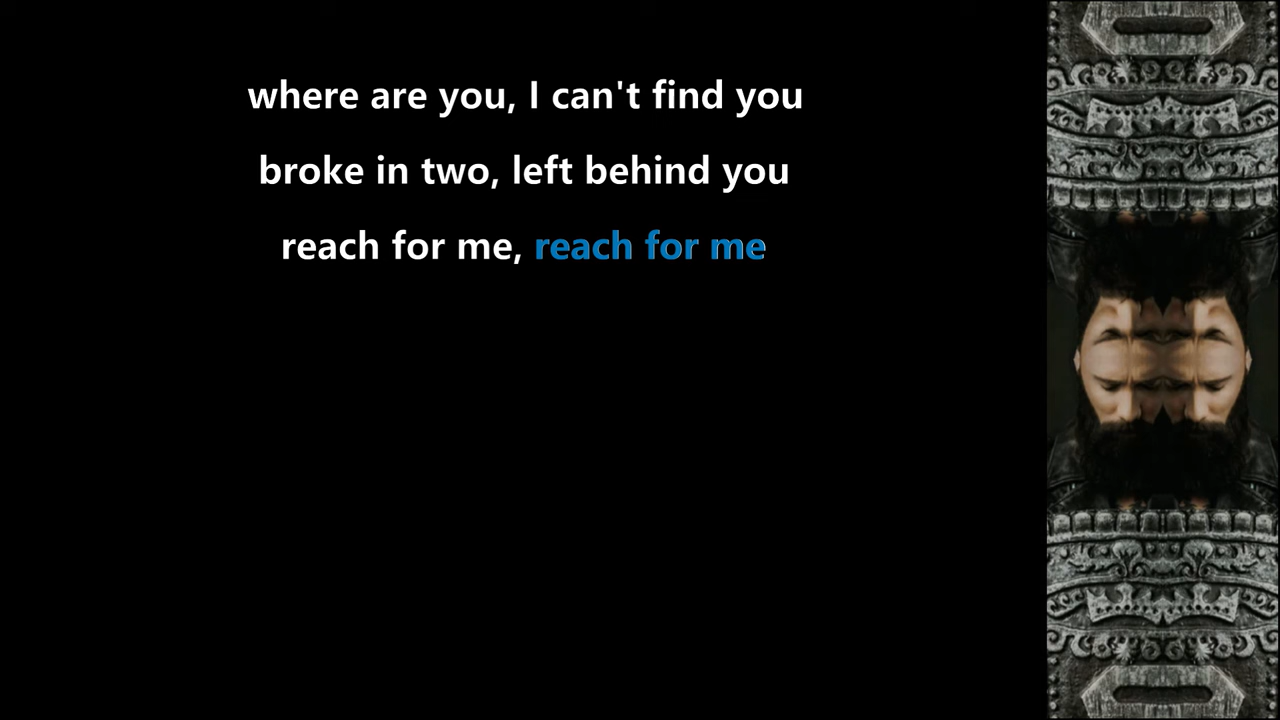 where are you, I can't find you
broke in two, left behind you
reach for me, reach for me